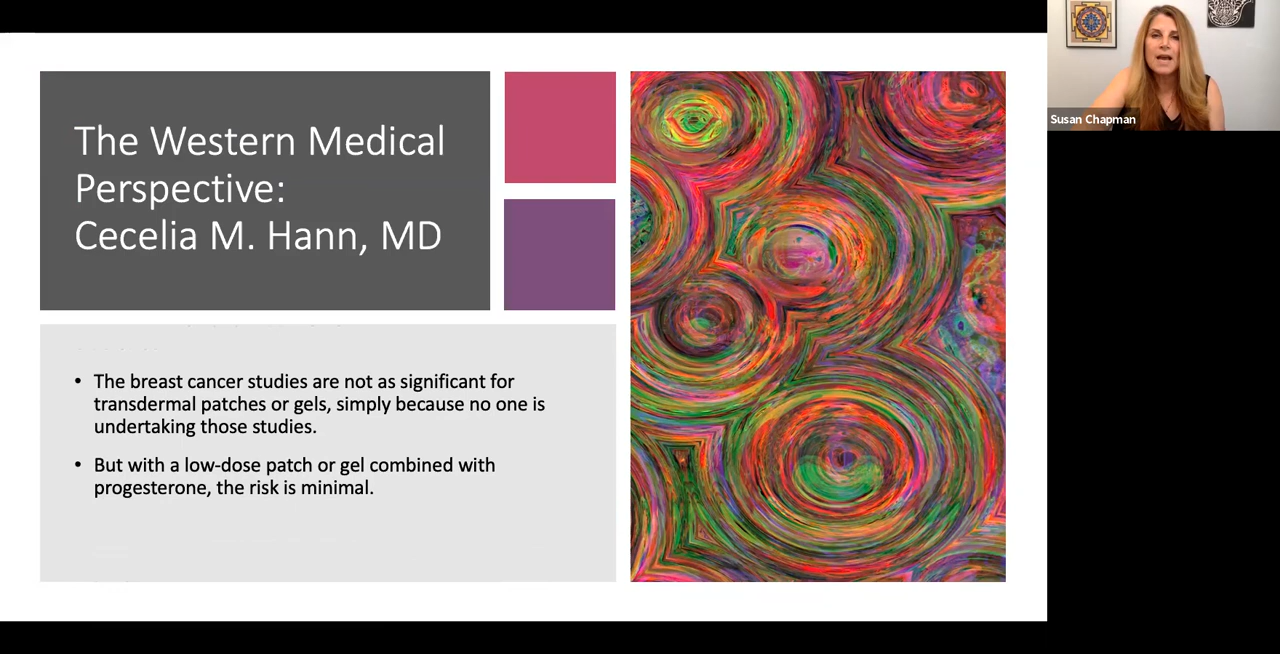 The Western Medical
Perspective:
Cecelia M. Hann, MD
• The breast cancer studies are not as significant for
transdermal patches or gels, simply because no one is
undertaking those studies.
• But with a low-dose patch or gel combined with
progesterone, the risk is minimal.
Susan Chapman